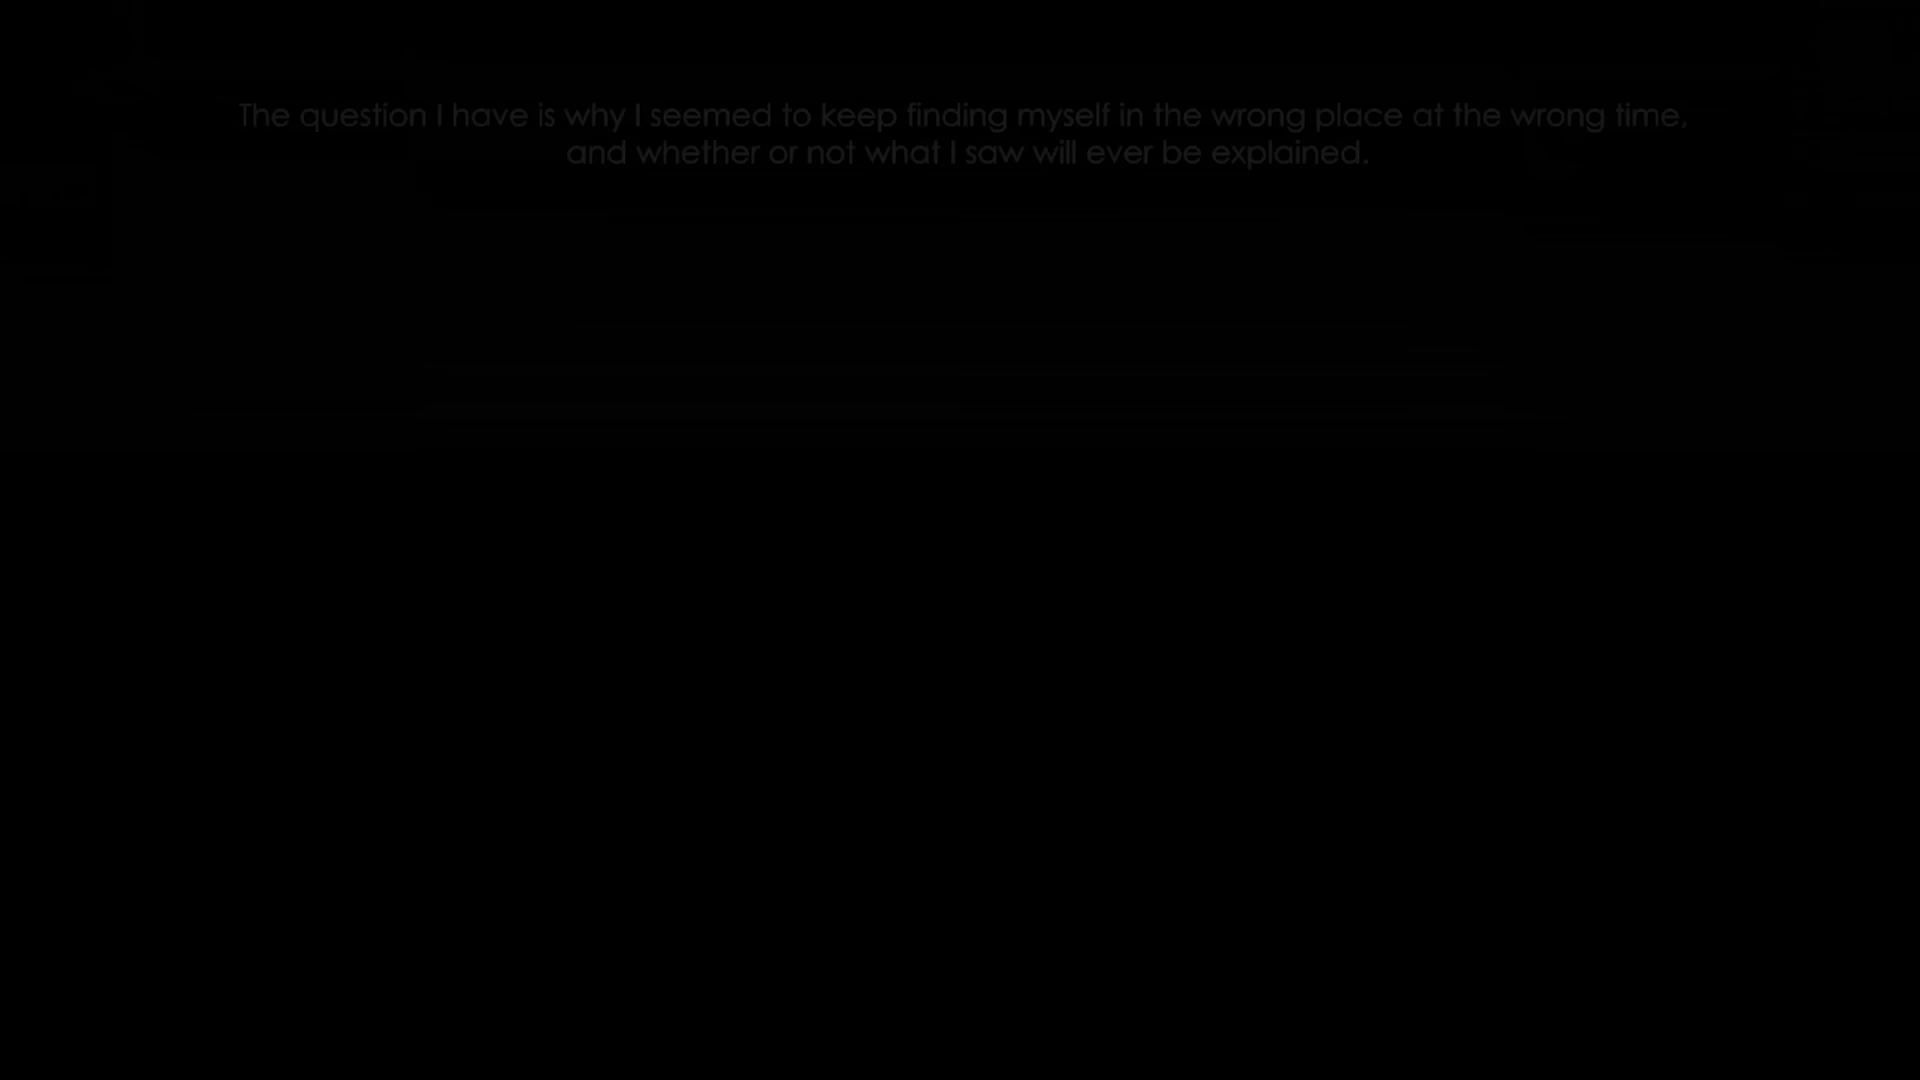 The question I have is why I seemed to keep finding myself in the wrong place at the wrong time,
and whether or not what I saw will ever be explained.